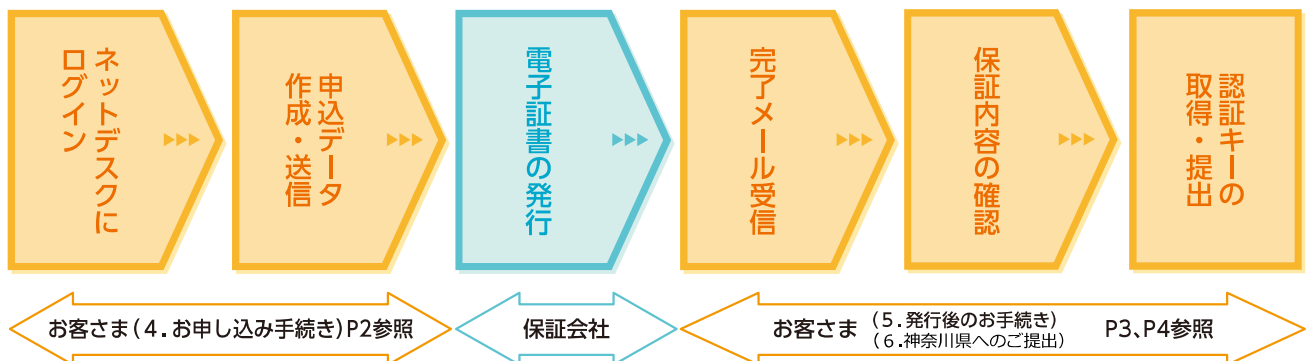 ネットデスクに
ログイン
申込データ
作成・送信
電子証書の発行
完了メール受信
保証内容の確認
認証キーの
取得・提出
お客さま(4.お申し込み手続き)P2参照
保証会社
お客さま (5.発行後のお手続き) P3、P4参照
(6.神奈川県へのご提出)